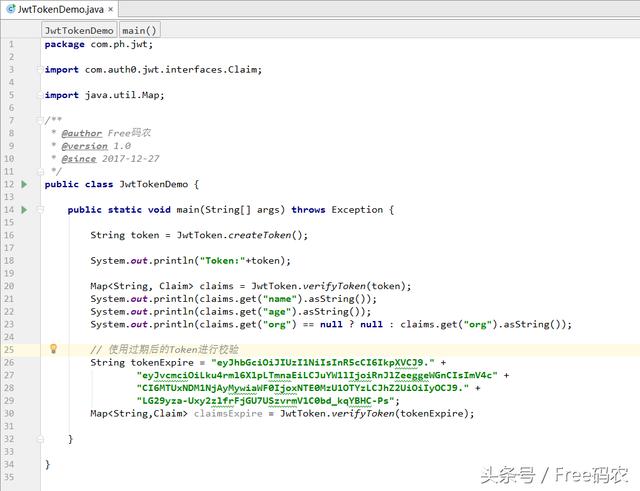 JwtTokenDemo.java ×
JwtTokenDemo main()
1 package com.ph.jwt;
2
3 import com.auth0.jwt.interfaces.Claim;
4
5 import java.util.Map;
6
7 /**
8 * @author Free码农
9 * @version 1.0
10 * @since 2017-12-27
11 */
12 public class JwtTokenDemo {
13
14 public static void main(String[] args) throws Exception {
15
16 String token = JwtToken.createToken();
17
18 System.out.println("Token:"+token);
19
20 Map<String, Claim> claims = JwtToken.verifyToken(token);
21 System.out.println(claims.get("name").asString());
22 System.out.println(claims.get("age").asString());
23 System.out.println(claims.get("org") == null ? null : claims.get("org").asString());
24
25 // 使用过期后的Token进行校验
26 String tokenExpire = "eyJhbGciOiJIUzI1NiIsInR5cCI6IkpXVCJ9." +
27 "eyJvcmciOiLku4rml6XlpLTmnaEiLCJuYW1lIjoiRnJlZeeggeWGnCIsImV4c" +
28 "CI6MTUxNDM1NjAyMywiaWF0IjoxNTE0MzU1OTYzLCJhZ2UiOiIyOCJ9." +
29 "LG29yza-Uxy2zlfrFjGU7USzvrmVlC0bd_kqYBHC-Ps";
30 Map<String,Claim> claimsExpire = JwtToken.verifyToken(tokenExpire);
31
32 }
33
34 }
35
头条号 / Free码农